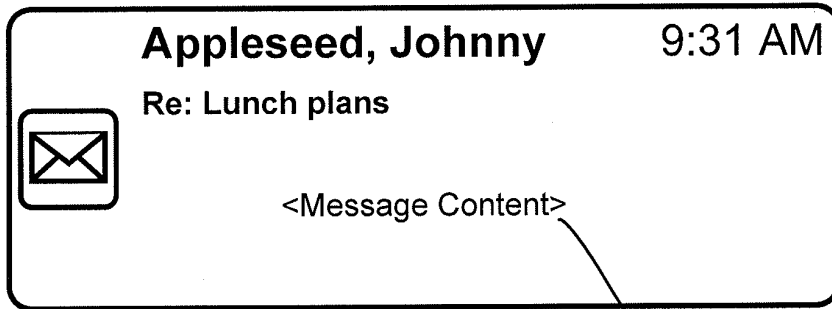 Appleseed, Johnny 9:31 AM
Re: Lunch plans
<Message Content>